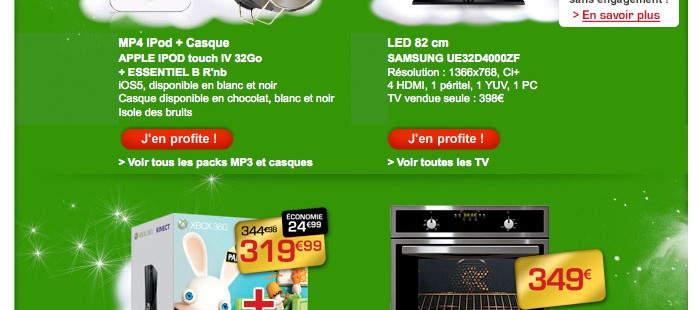 sans engagement !
> En savoir plus
MP4 iPod + Casque
APPLE IPOD touch IV 32Go
+ ESSENTIEL B R'nb
iOS5, disponible en blanc et noir
Casque disponible en chocolat, blanc et noir
Isole des bruits
J'en profite !
> Voir tous les packs MP3 et casques
LED 82 cm
SAMSUNG UE32D4000ZF
Résolution : 1366x768, CI+
4 HDMI, 1 péritel, 1 YUV, 1 PC
TV vendue seule : 398€
J'en profite !
> Voir toutes les TV
XBOX 360 KINECT
XBOX 360
ÉCONOMIE
24€99
344€98
319€99
PA
+
349€